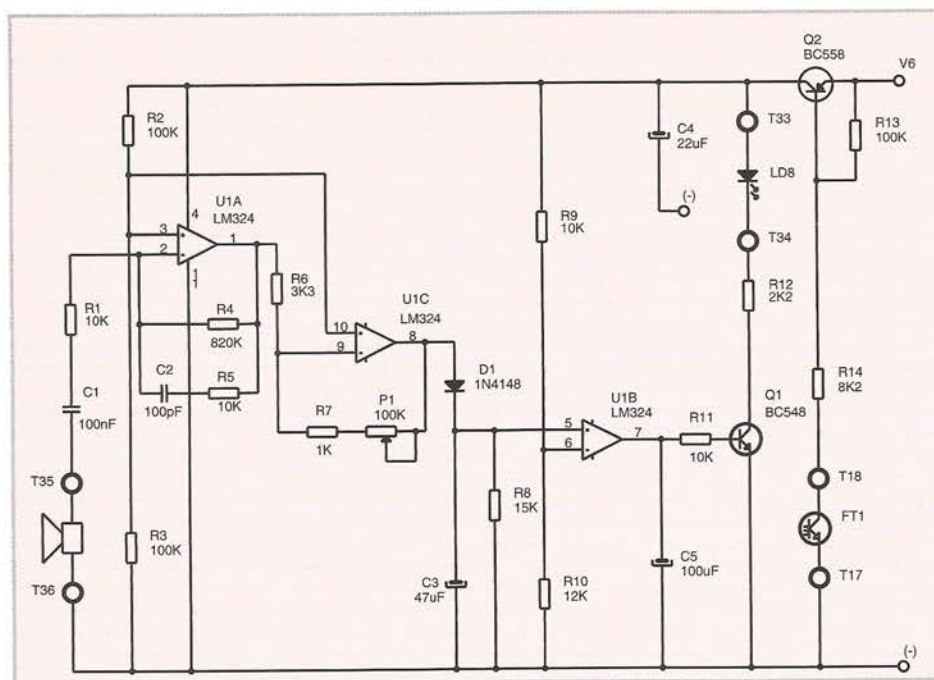 Q2
BC558
V6
R2
100K
C4
22uF
T33
R13
100K
LD8
(-)
U1A
LM324
4
3
2
1
11
R9
10K
T34
R6
3K3
R1
10K
R4
820K
U1C
LM324
10
9
8
R12
2K2
C2
100pF
R5
10K
D1
1N4148
R14
8K2
C1
100nF
R7
1K
P1
100K
U1B
LM324
5
6
7
R11
10K
Q1
BC548
T35
R8
15K
T18
FT1
R3
100K
T36
C3
47uF
R10
12K
C5
100uF
T17
(-)